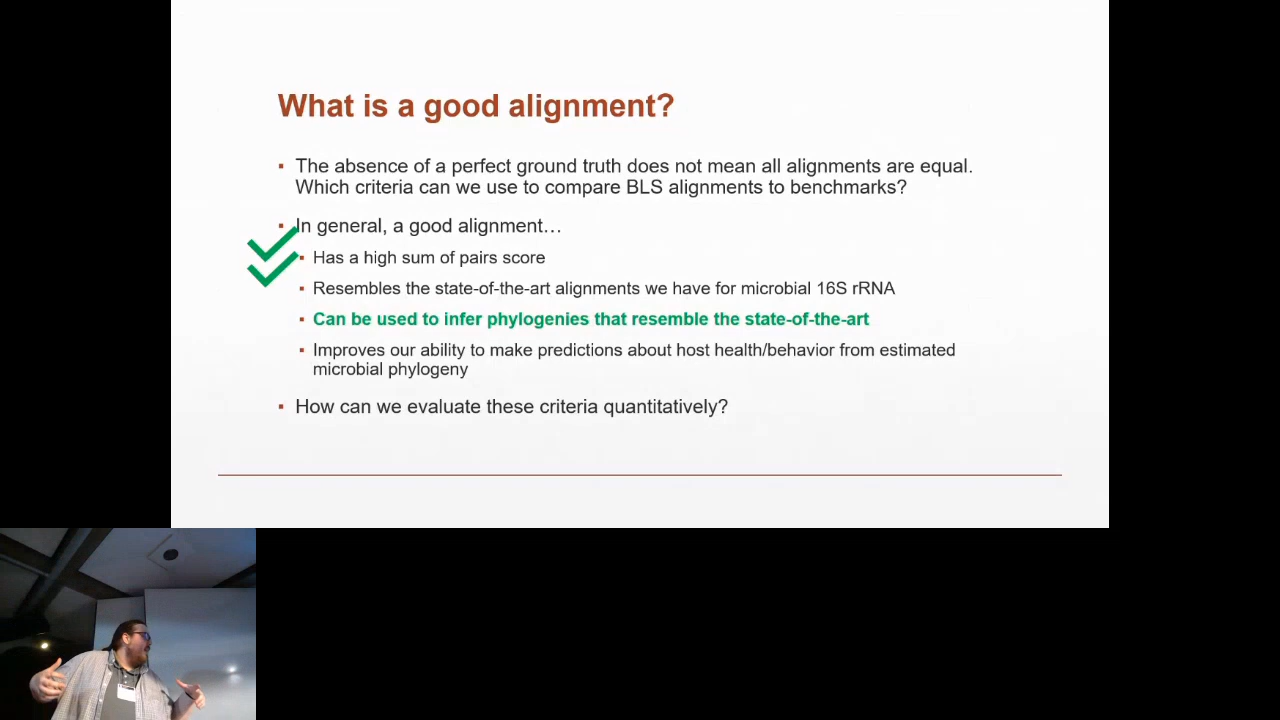 What is a good alignment?
▪ The absence of a perfect ground truth does not mean all alignments are equal.
Which criteria can we use to compare BLS alignments to benchmarks?
▪ In general, a good alignment…
▪ Has a high sum of pairs score
▪ Resembles the state-of-the-art alignments we have for microbial 16S rRNA
▪ Can be used to infer phylogenies that resemble the state-of-the-art
▪ Improves our ability to make predictions about host health/behavior from estimated
microbial phylogeny
▪ How can we evaluate these criteria quantitatively?